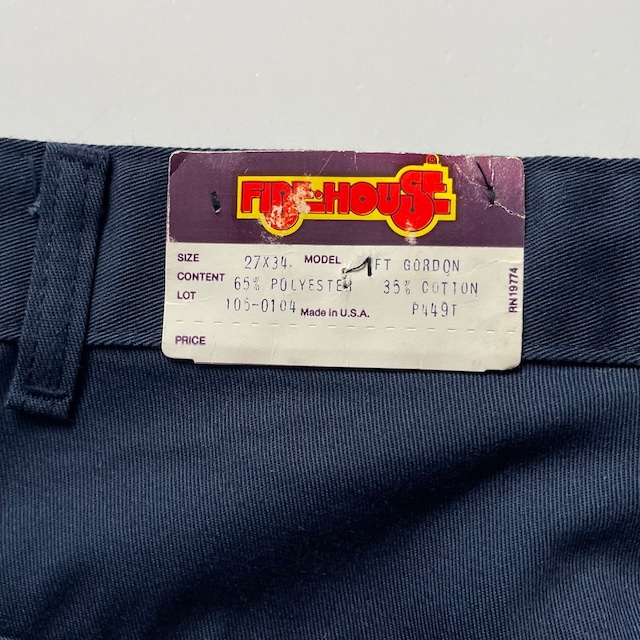 FIRE-HOUSE ®
SIZE 27X34. MODEL FT GORDON
CONTENT 65% POLYESTER 35% COTTON
LOT 105-0104 Made in U.S.A. P449T
PRICE
RN19774